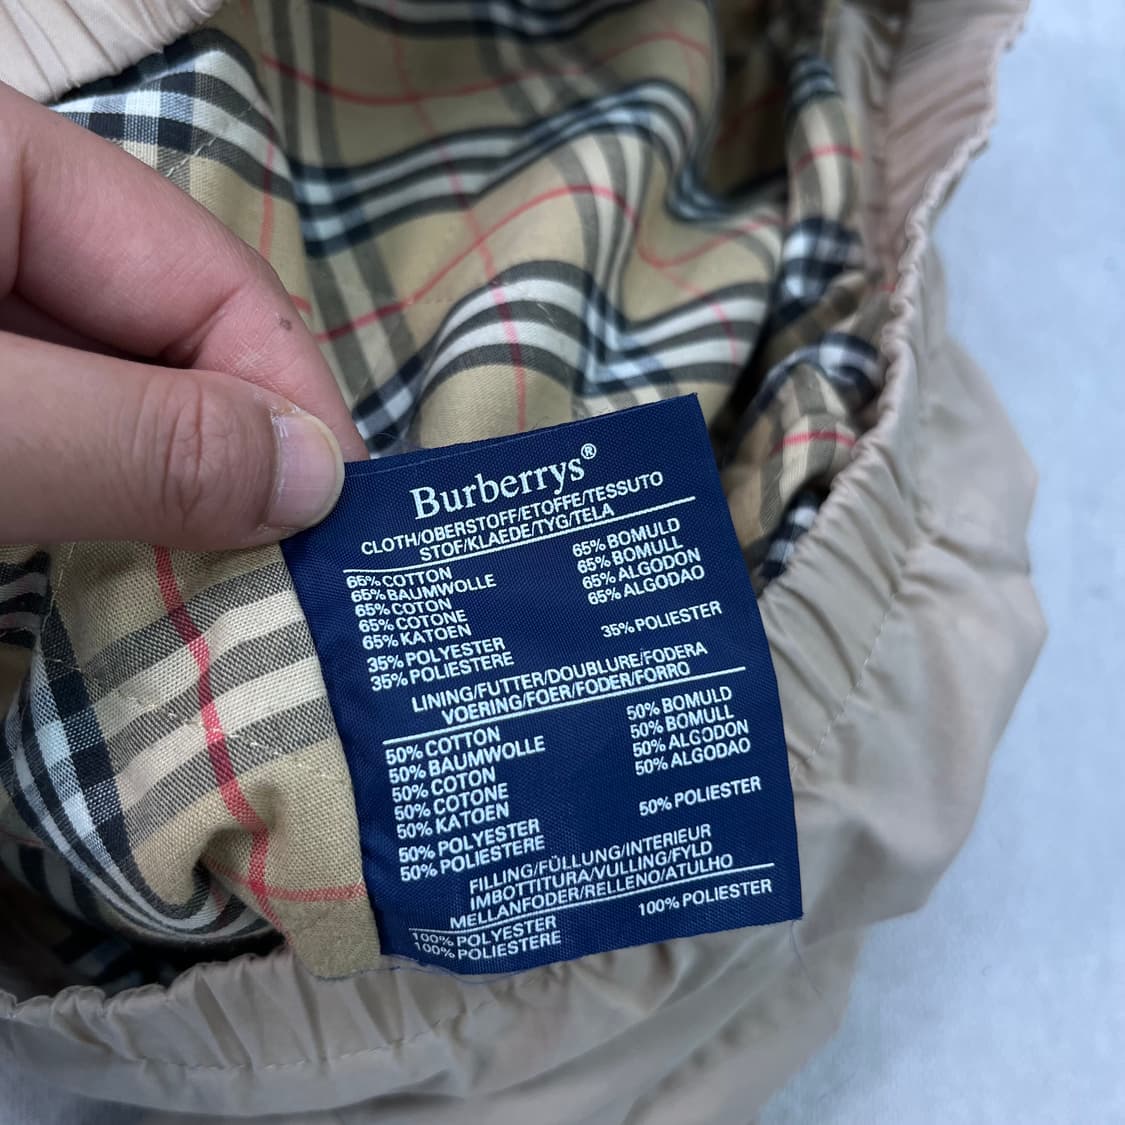 Burberrys®
CLOTH/OBERSTOFF/ETOFFE/TESSUTO
STOF/KLAEDE/TYG/TELA
65% COTTON
65% BAUMWOLLE
65% COTON
65% COTONE
65% KATOEN
65% BOMULD
65% BOMULL
65% ALGODON
65% ALGODAO
35% POLYESTER
35% POLIESTERE
35% POLIESTER
LINING/FUTTER/DOUBLURE/FODERA
VOERING/FOER/FODER/FORRO
50% COTTON
50% BAUMWOLLE
50% COTON
50% COTONE
50% KATOEN
50% BOMULD
50% BOMULL
50% ALGODON
50% ALGODAO
50% POLYESTER
50% POLIESTERE
50% POLIESTER
FILLING/FÜLLUNG/INTERIEUR
IMBOTTITURA/VULLING/FYLD
MELLANFODER/RELLENO/ATULHO
100% POLYESTER
100% POLIESTERE
100% POLIESTER